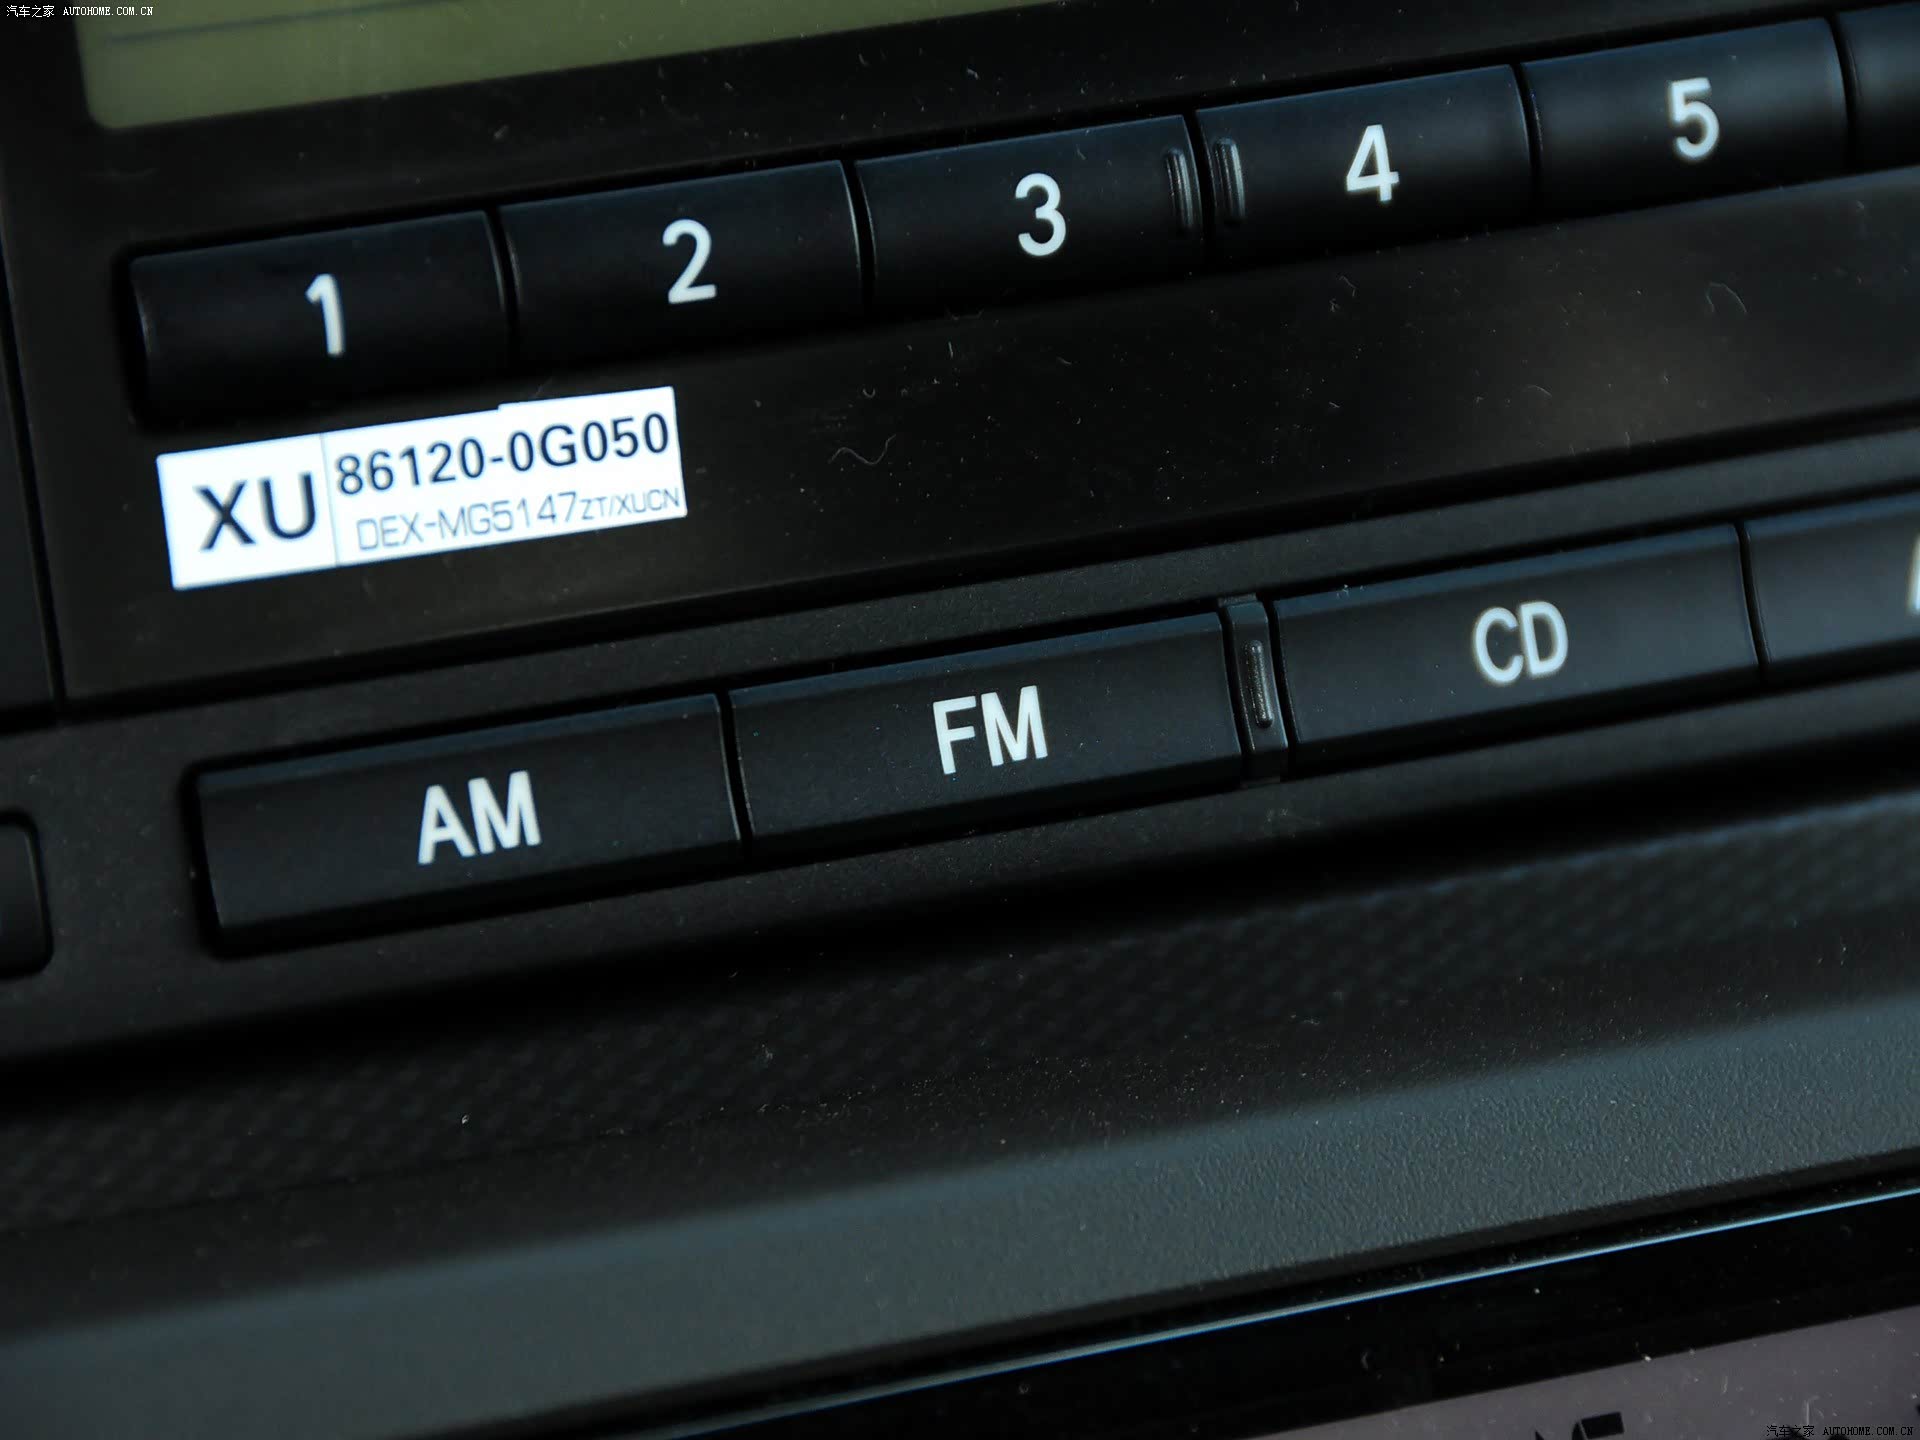 汽车之家 AUTOHOME.COM.CN
1 2 3 4 5
XU 86120-0G050
DEX-MG5147ZT/XUCN
AM FM CD
汽车之家 AUTOHOME.COM.CN